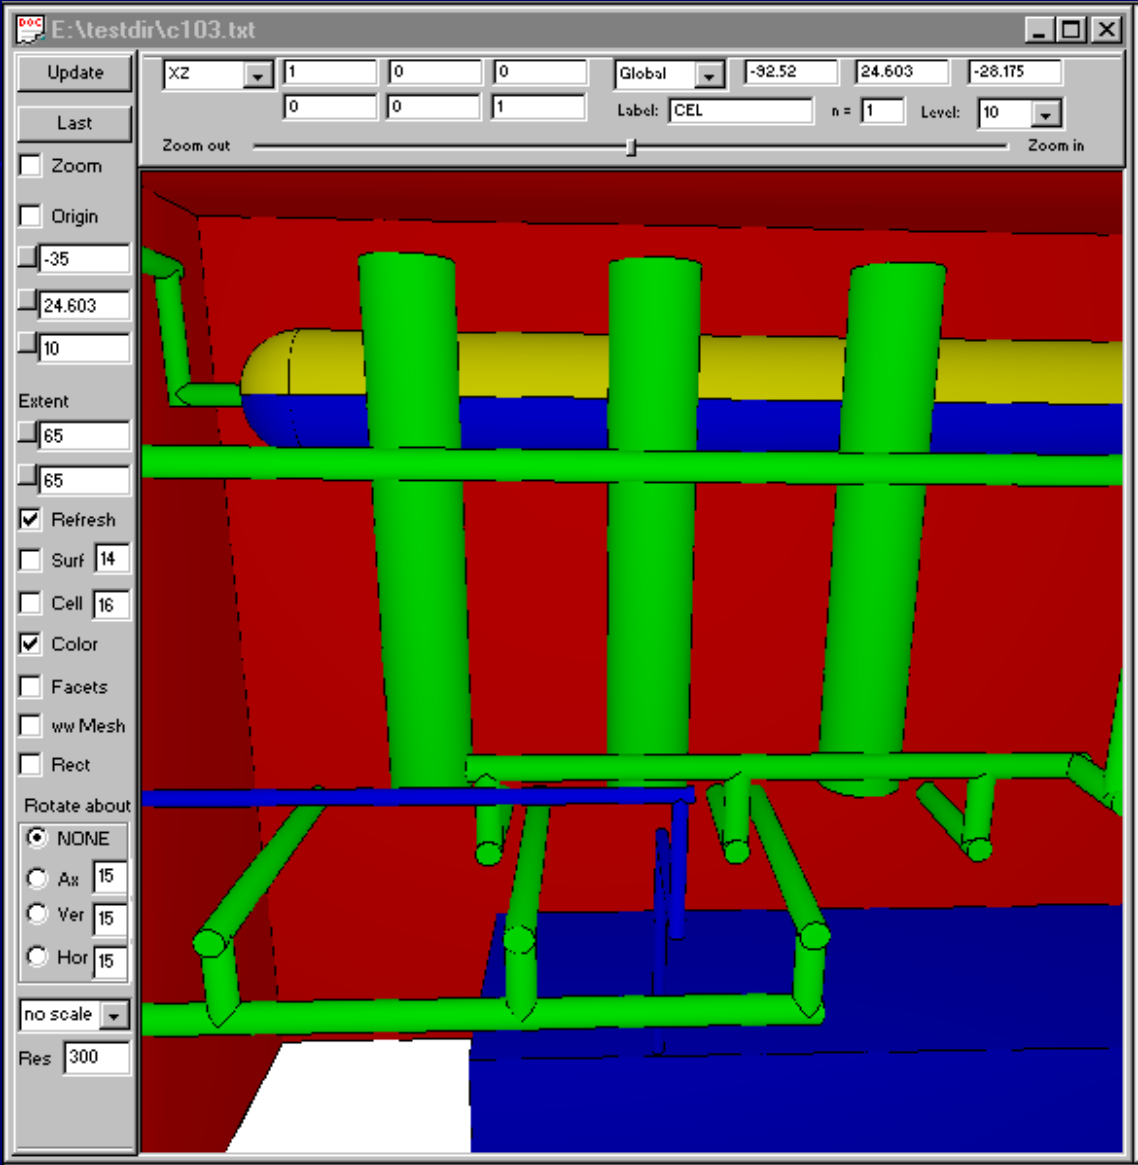 DOC E:\testdir\c103.txt
Update XZ 1 0 0 Global -92.52 24.603 -28.175
Last 0 0 1 Label: CEL n = 1 Level: 10
Zoom out Zoom in
Zoom
Origin
-35
24.603
10
Extent
65
65
Refresh
Surf 14
Cell 16
Color
Facets
ww Mesh
Rect
Rotate about
NONE
Ax 15
Ver 15
Hor 15
no scale
Res 300